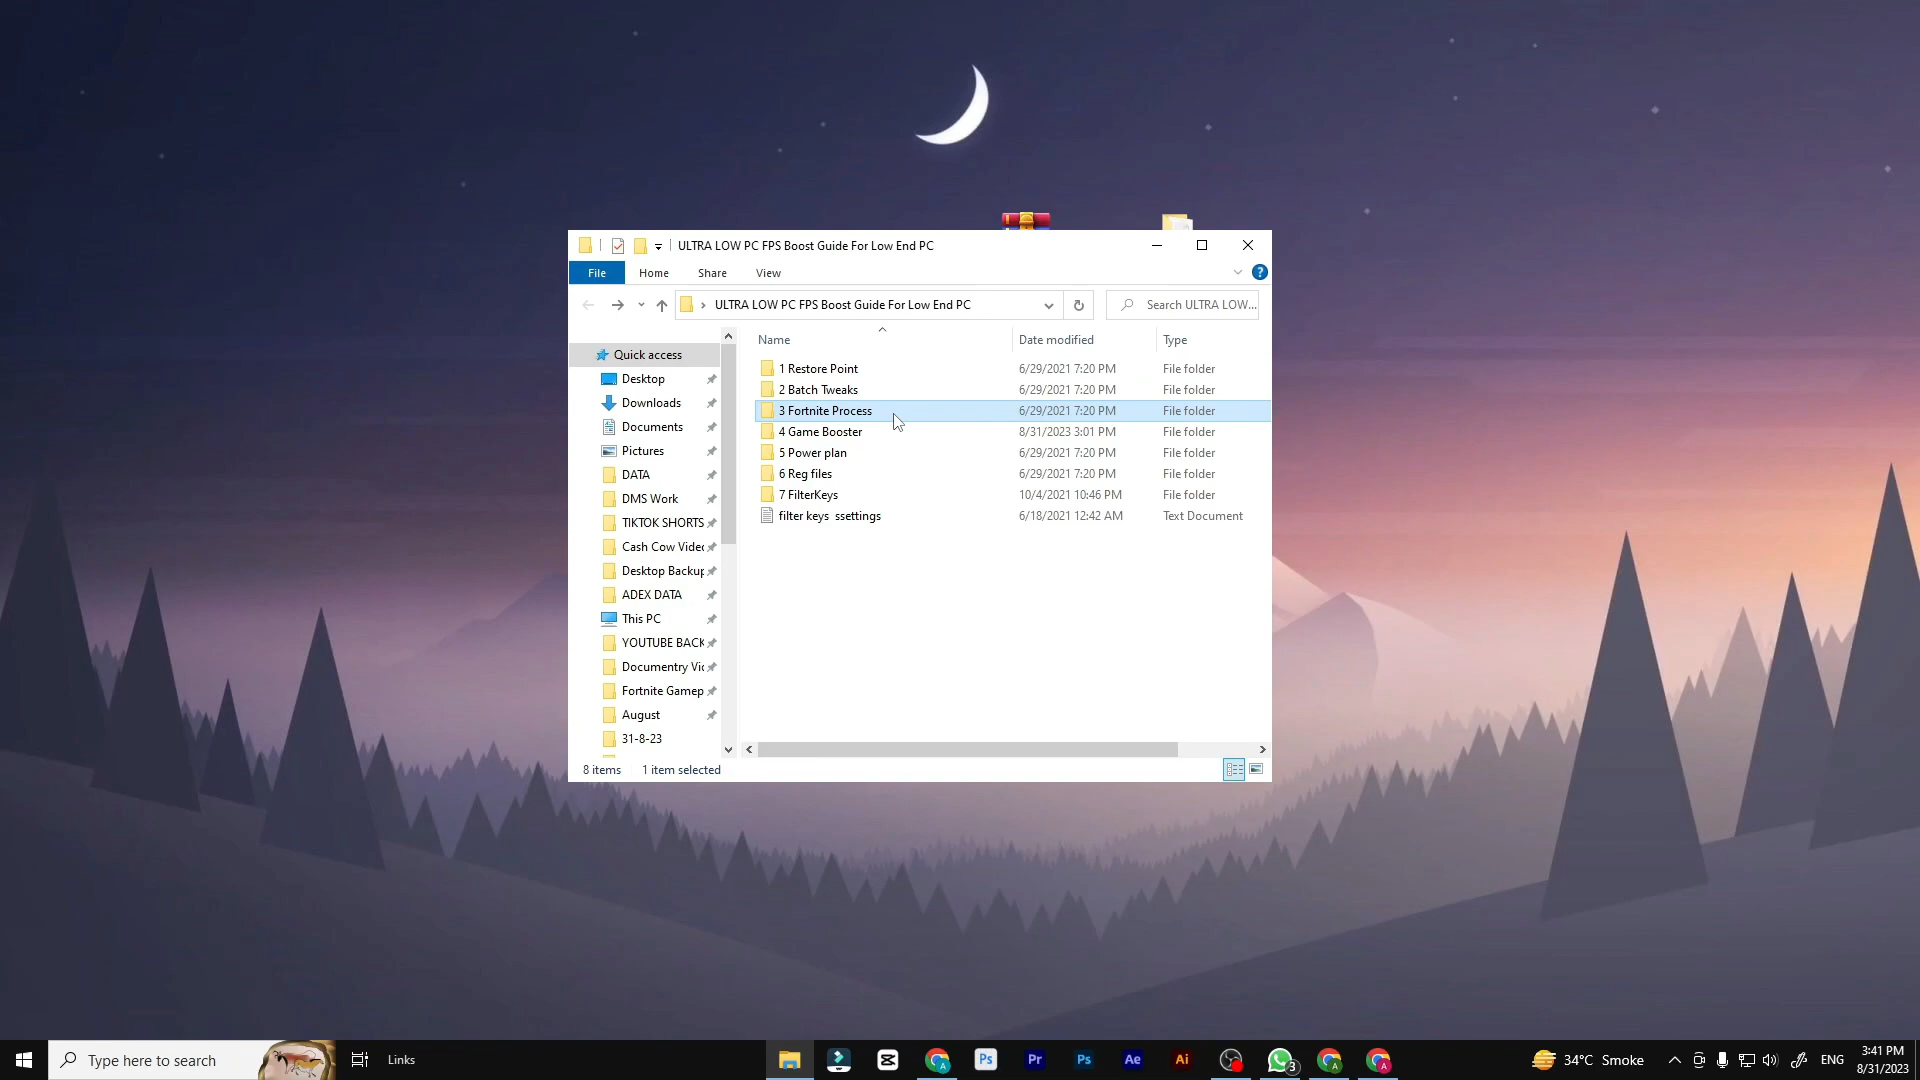 ULTRA LOW PC FPS Boost Guide For Low End PC
File Home Share View
ULTRA LOW PC FPS Boost Guide For Low End PC
Search ULTRA LOW...
Name Date modified Type
Quick access
Desktop
Downloads
Documents
Pictures
DATA
DMS Work
TIKTOK SHORTS
Cash Cow Videc
Desktop Backup
ADEX DATA
This PC
YOUTUBE BACK
Documentry Vic
Fortnite Gamep
August
31-8-23
1 Restore Point 6/29/2021 7:20 PM File folder
2 Batch Tweaks 6/29/2021 7:20 PM File folder
3 Fortnite Process 6/29/2021 7:20 PM File folder
4 Game Booster 8/31/2023 3:01 PM File folder
5 Power plan 6/29/2021 7:20 PM File folder
6 Reg files 6/29/2021 7:20 PM File folder
7 FilterKeys 10/4/2021 10:46 PM File folder
filter keys ssettings 6/18/2021 12:42 AM Text Document
8 items 1 item selected
Type here to search
Links
Ps
Pr
Ps
Ae
Ai
3
34°C Smoke
ENG
3:41 PM
8/31/2023